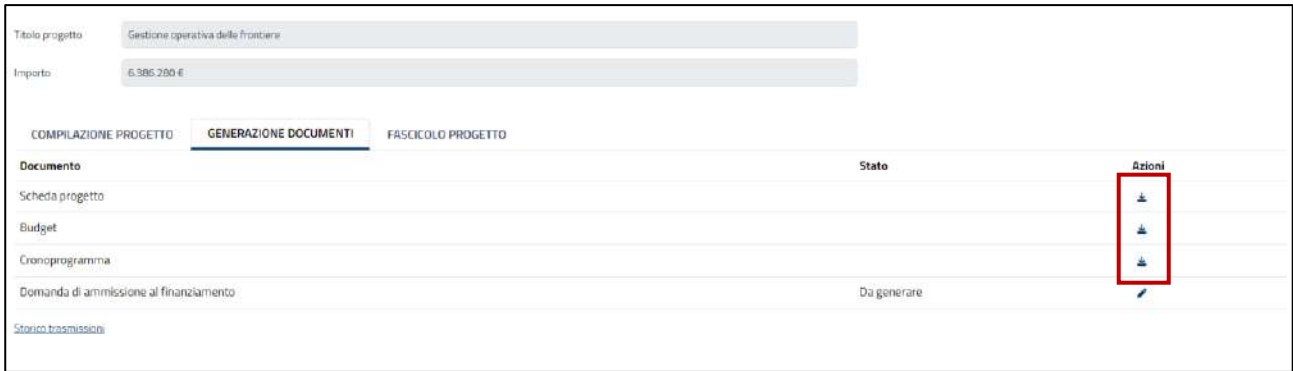 Titolo progetto Gestione operativa delle frontiere
Importo 6.386.280 €
COMPILAZIONE PROGETTO GENERAZIONE DOCUMENTI FASCICOLO PROGETTO
Documento Stato Azioni
Scheda progetto
Budget
Cronoprogramma
Domanda di ammissione al finanziamento Da generare
Storico trasmissioni